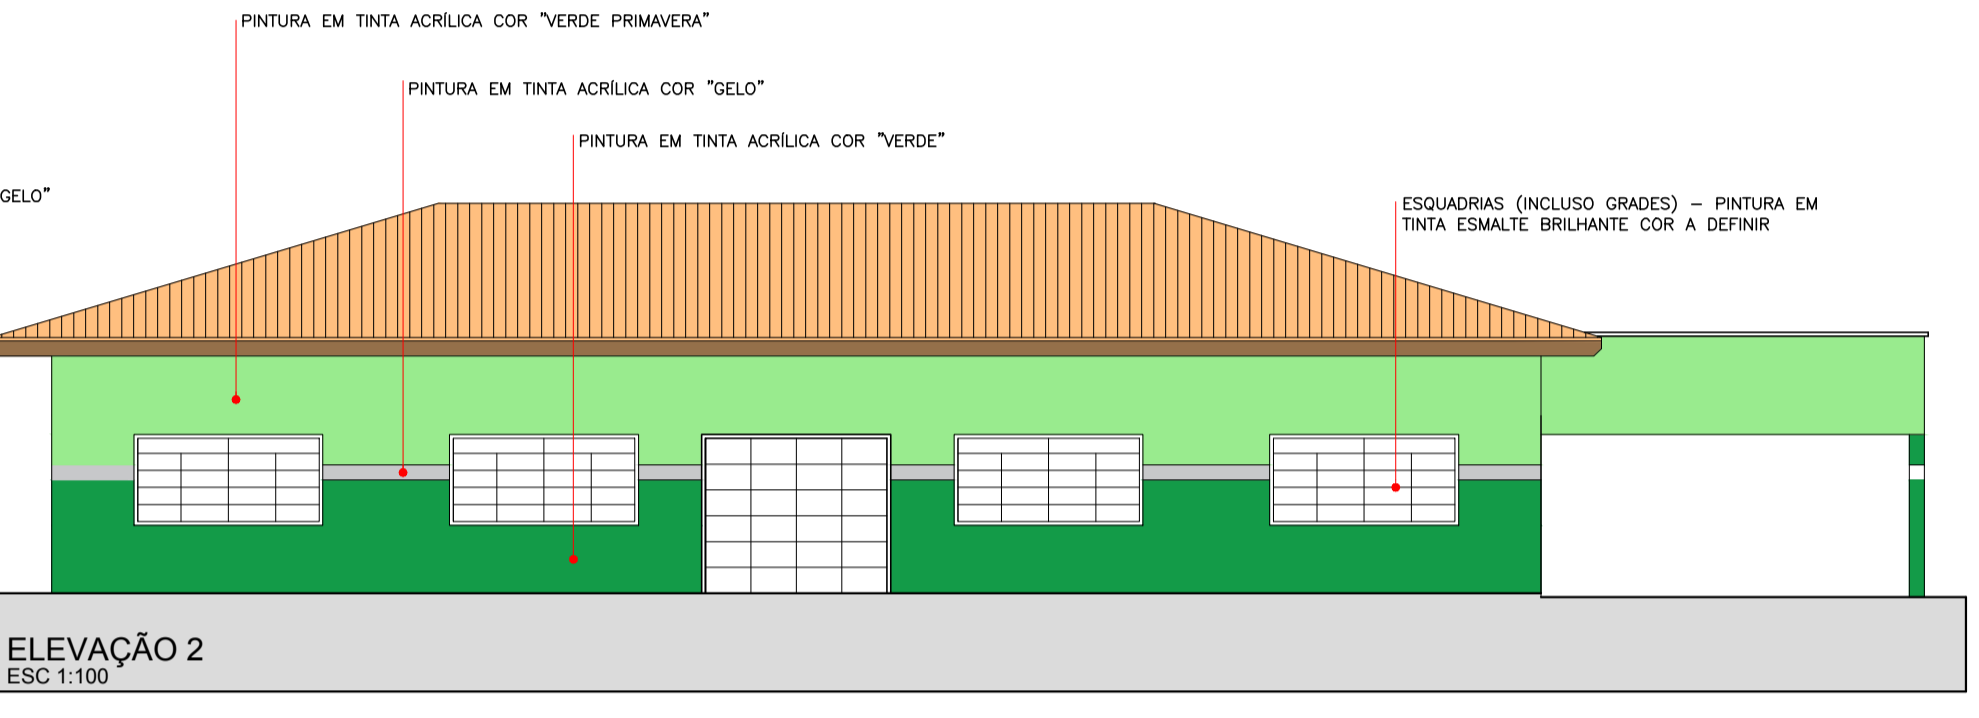 PINTURA EM TINTA ACRÍLICA COR "VERDE PRIMAVERA"
PINTURA EM TINTA ACRÍLICA COR "GELO"
PINTURA EM TINTA ACRÍLICA COR "VERDE"
GELO"
ESQUADRIAS (INCLUSO GRADES) – PINTURA EM
TINTA ESMALTE BRILHANTE COR A DEFINIR
ELEVAÇÃO 2
ESC 1:100